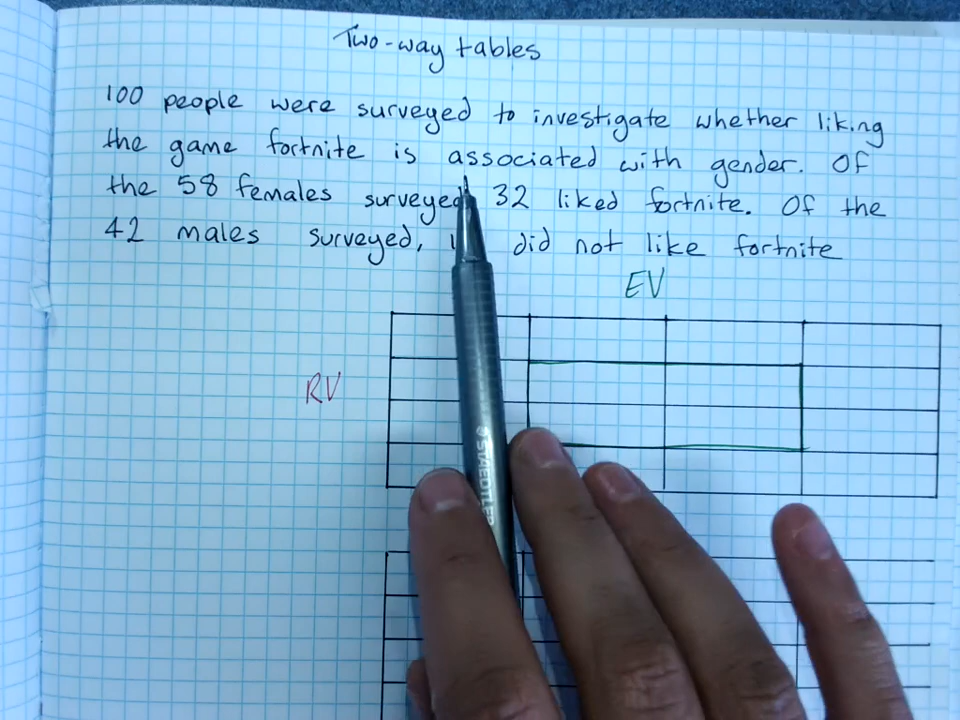 Two-way tables
100 people were surveyed to investigate whether liking
the game fortnite is associated with gender. Of
the 58 females surveyed 32 liked fortnite. Of the
42 males surveyed, did not like fortnite
EV
RV
STAEDTLER